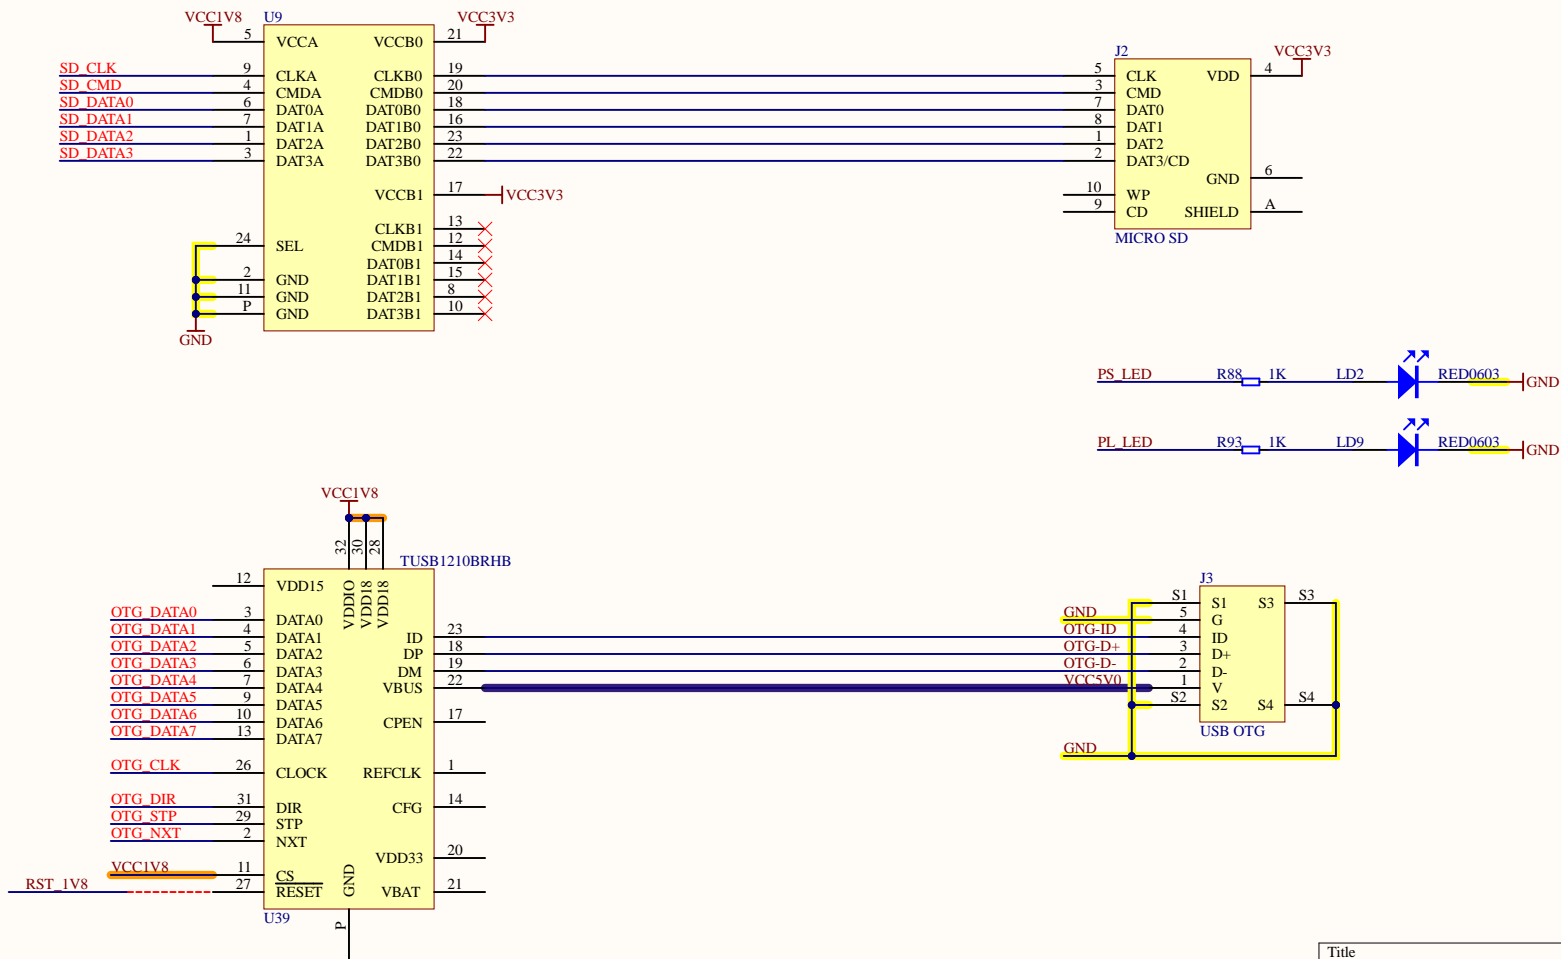 VCC1V8 U9 VCC3V3
5 VCCA VCCB0 21
J2 VCC3V3
SD_CLK 9 CLKA CLKB0 19 5 CLK VDD 4
SD_CMD 4 CMDA CMDB0 20 3 CMD
SD_DATA0 6 DAT0A DAT0B0 18 7 DAT0
SD_DATA1 7 DAT1A DAT1B0 16 8 DAT1
SD_DATA2 1 DAT2A DAT2B0 23 1 DAT2
SD_DATA3 3 DAT3A DAT3B0 22 2 DAT3/CD
GND 6
VCCB1 17 VCC3V3 10 WP
9 CD SHIELD A
CLKB1 13
MICRO SD
24 SEL CMDB1 12
DAT0B1 14
2 GND DAT1B1 15
11 GND DAT2B1 8
P GND DAT3B1 10
GND
PS_LED R88 1K LD2 RED0603 GND
PL_LED R93 1K LD9 RED0603 GND
VCC1V8
32 30 28
TUSB1210BRHB
VDDIO VDD18 VDD18
12 VDD15
J3
S1 S1 S3 S3
OTG_DATA0 3 DATA0 GND 5 G
OTG_DATA1 4 DATA1 ID 23 OTG-ID 4 ID
OTG_DATA2 5 DATA2 DP 18 OTG-D+ 3 D+
OTG_DATA3 6 DATA3 DM 19 OTG-D- 2 D-
OTG_DATA4 7 DATA4 VBUS 22 VCC5V0 1 V
OTG_DATA5 9 DATA5 S2 S2 S4 S4
OTG_DATA6 10 DATA6 CPEN 17
USB OTG
OTG_DATA7 13 DATA7
GND
OTG_CLK 26 CLOCK REFCLK 1
OTG_DIR 31 DIR CFG 14
OTG_STP 29 STP
OTG_NXT 2 NXT
VDD33 20
VCC1V8 11 CS
RST_1V8 27 RESET GND VBAT 21
U39
P
Title